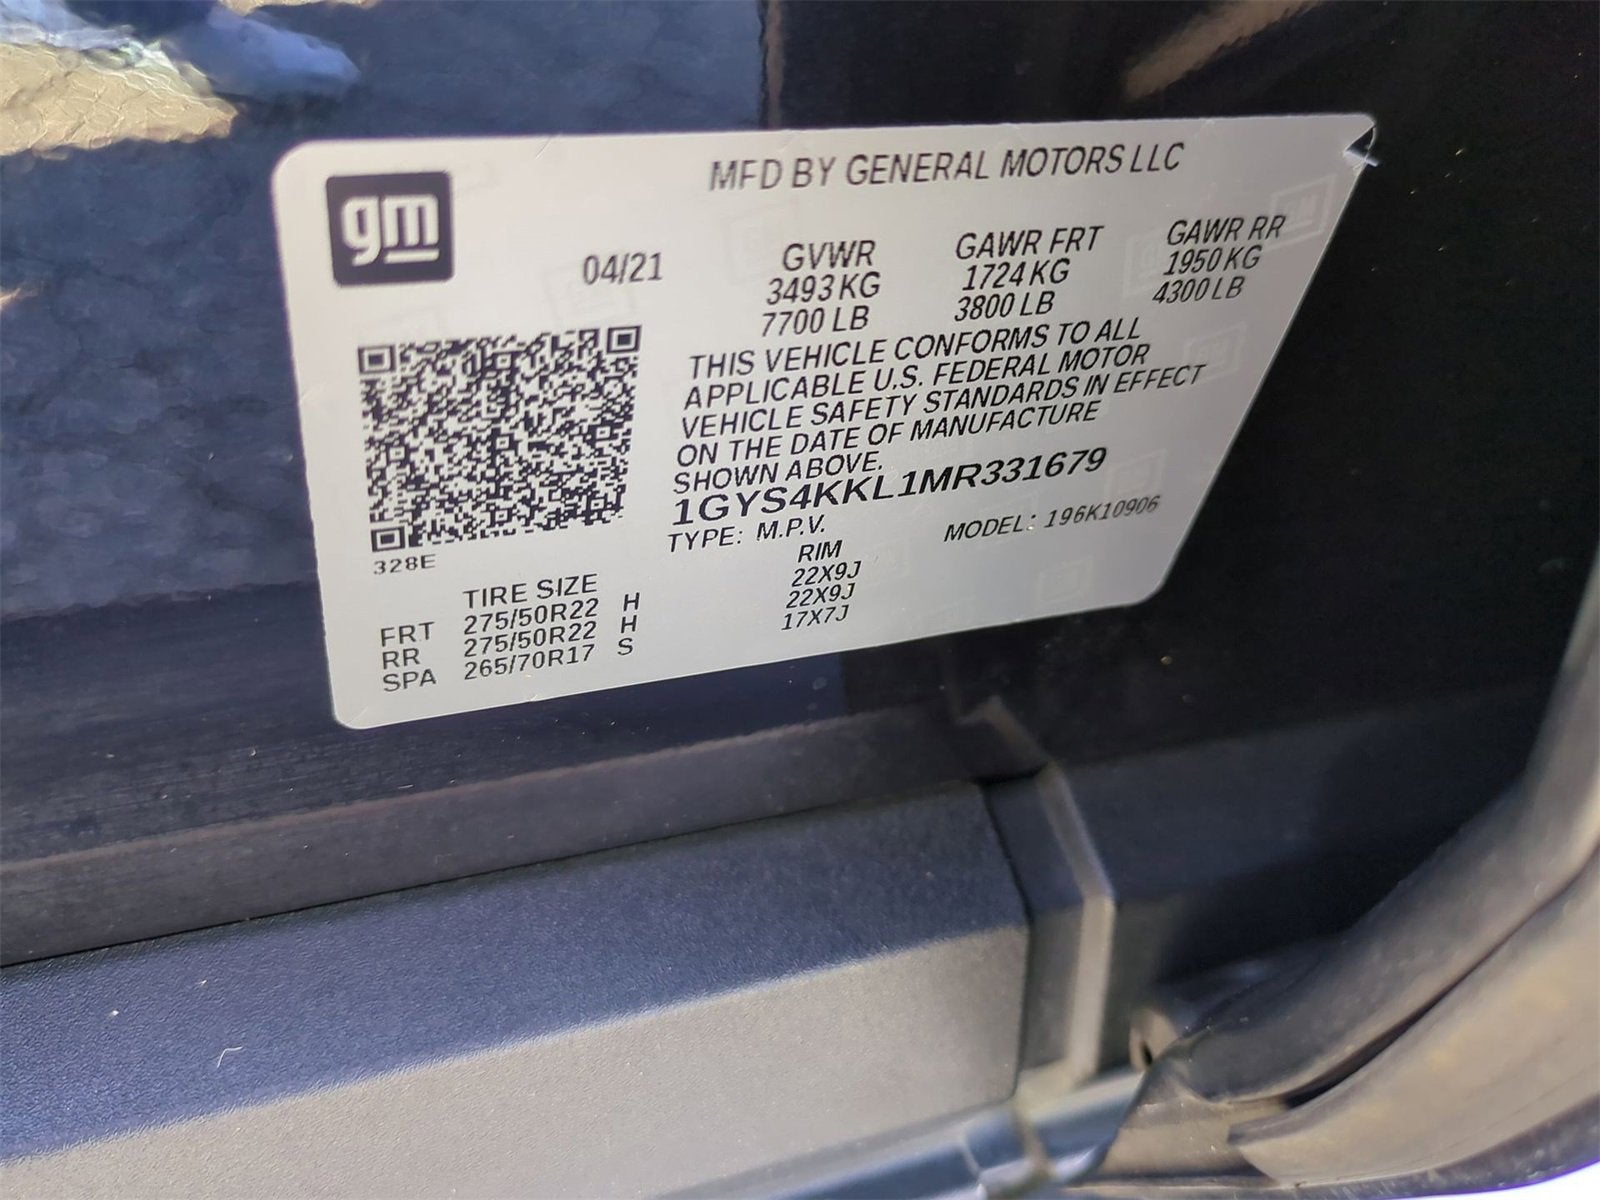 gm
MFD BY GENERAL MOTORS LLC
04/21 GVWR GAWR FRT GAWR RR
3493 KG 1724 KG 1950 KG
7700 LB 3800 LB 4300 LB
THIS VEHICLE CONFORMS TO ALL
APPLICABLE U.S. FEDERAL MOTOR
VEHICLE SAFETY STANDARDS IN EFFECT
ON THE DATE OF MANUFACTURE
SHOWN ABOVE.
1GYS4KKL1MR331679
TYPE: M.P.V. MODEL: 196K10906
328E
TIRE SIZE RIM
FRT 275/50R22 H 22X9J
RR 275/50R22 H 22X9J
SPA 265/70R17 S 17X7J